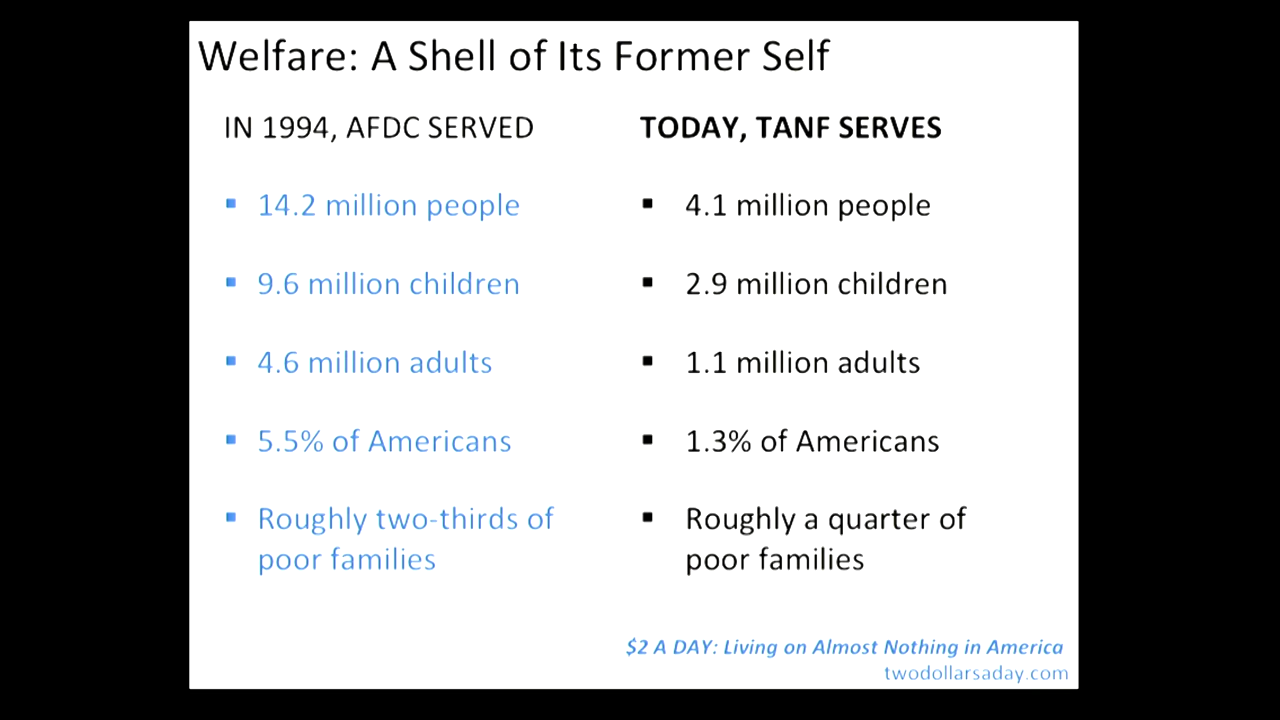 Welfare: A Shell of Its Former Self
IN 1994, AFDC SERVED
▪ 14.2 million people
▪ 9.6 million children
▪ 4.6 million adults
▪ 5.5% of Americans
▪ Roughly two-thirds of
poor families
TODAY, TANF SERVES
▪ 4.1 million people
▪ 2.9 million children
▪ 1.1 million adults
▪ 1.3% of Americans
▪ Roughly a quarter of
poor families
$2 A DAY: Living on Almost Nothing in America
twodollarsaday.com